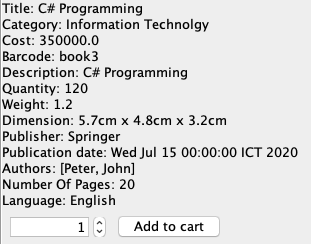 Title: C# Programming
Category: Information Technolgy
Cost: 350000.0
Barcode: book3
Description: C# Programming
Quantity: 120
Weight: 1.2
Dimension: 5.7cm x 4.8cm x 3.2cm
Publisher: Springer
Publication date: Wed Jul 15 00:00:00 ICT 2020
Authors: [Peter, John]
Number Of Pages: 20
Language: English
1 Add to cart